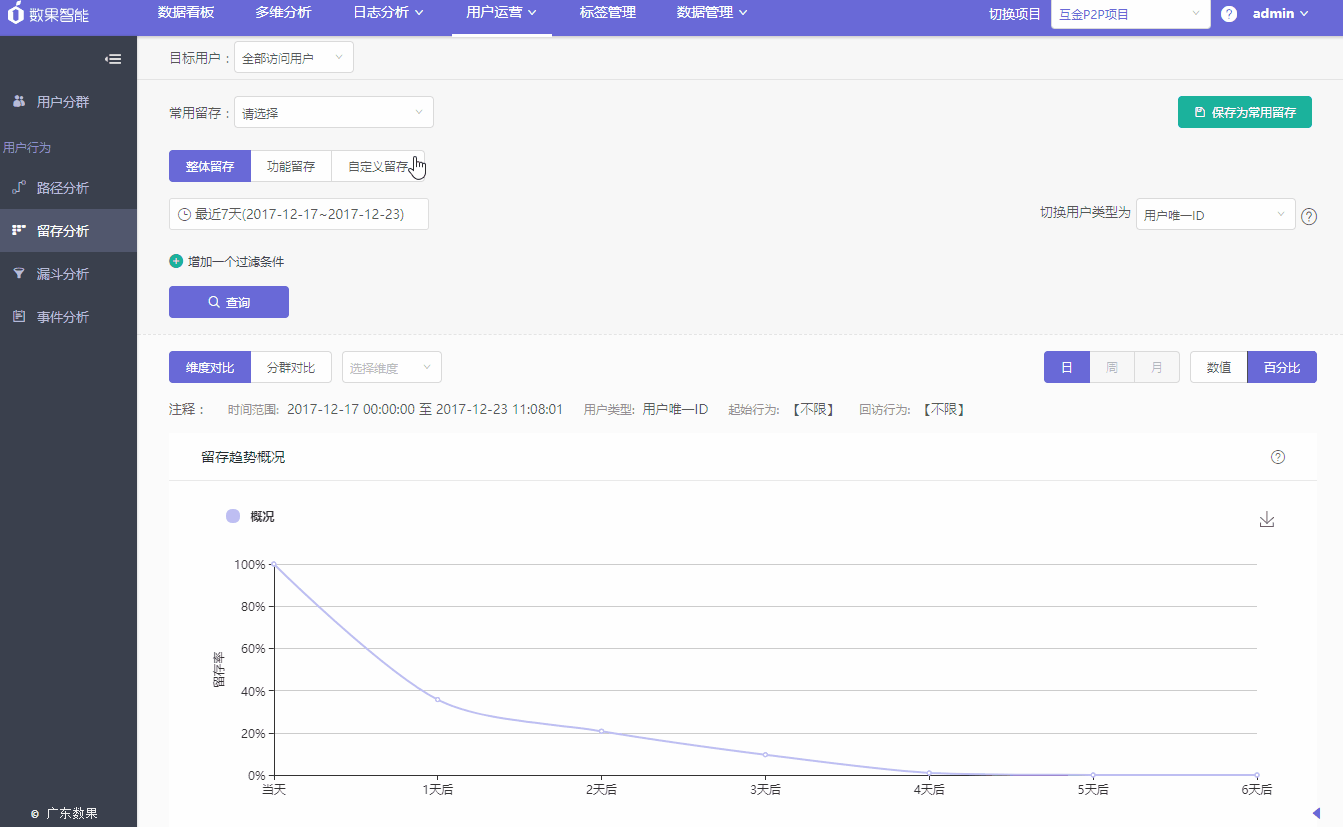 数果智能 数据看板 多维分析 日志分析 用户运营 标签管理 数据管理 切换项目 互金P2P项目 ? admin
目标用户： 全部访问用户
用户分群
常用留存： 请选择 保存为常用留存
用户行为
整体留存 功能留存 自定义留存
路径分析
最近7天(2017-12-17~2017-12-23) 切换用户类型为 用户唯一ID ?
留存分析
增加一个过滤条件
漏斗分析
查询
事件分析
维度对比 分群对比 选择维度 日 周 月 数值 百分比
注释： 时间范围: 2017-12-17 00:00:00 至 2017-12-23 11:08:01 用户类型: 用户唯一ID 起始行为: 【不限】 回访行为: 【不限】
留存趋势概况 ?
概况
100%
80%
60%
留存率
40%
20%
0%
当天 1天后 2天后 3天后 4天后 5天后 6天后
© 广东数果